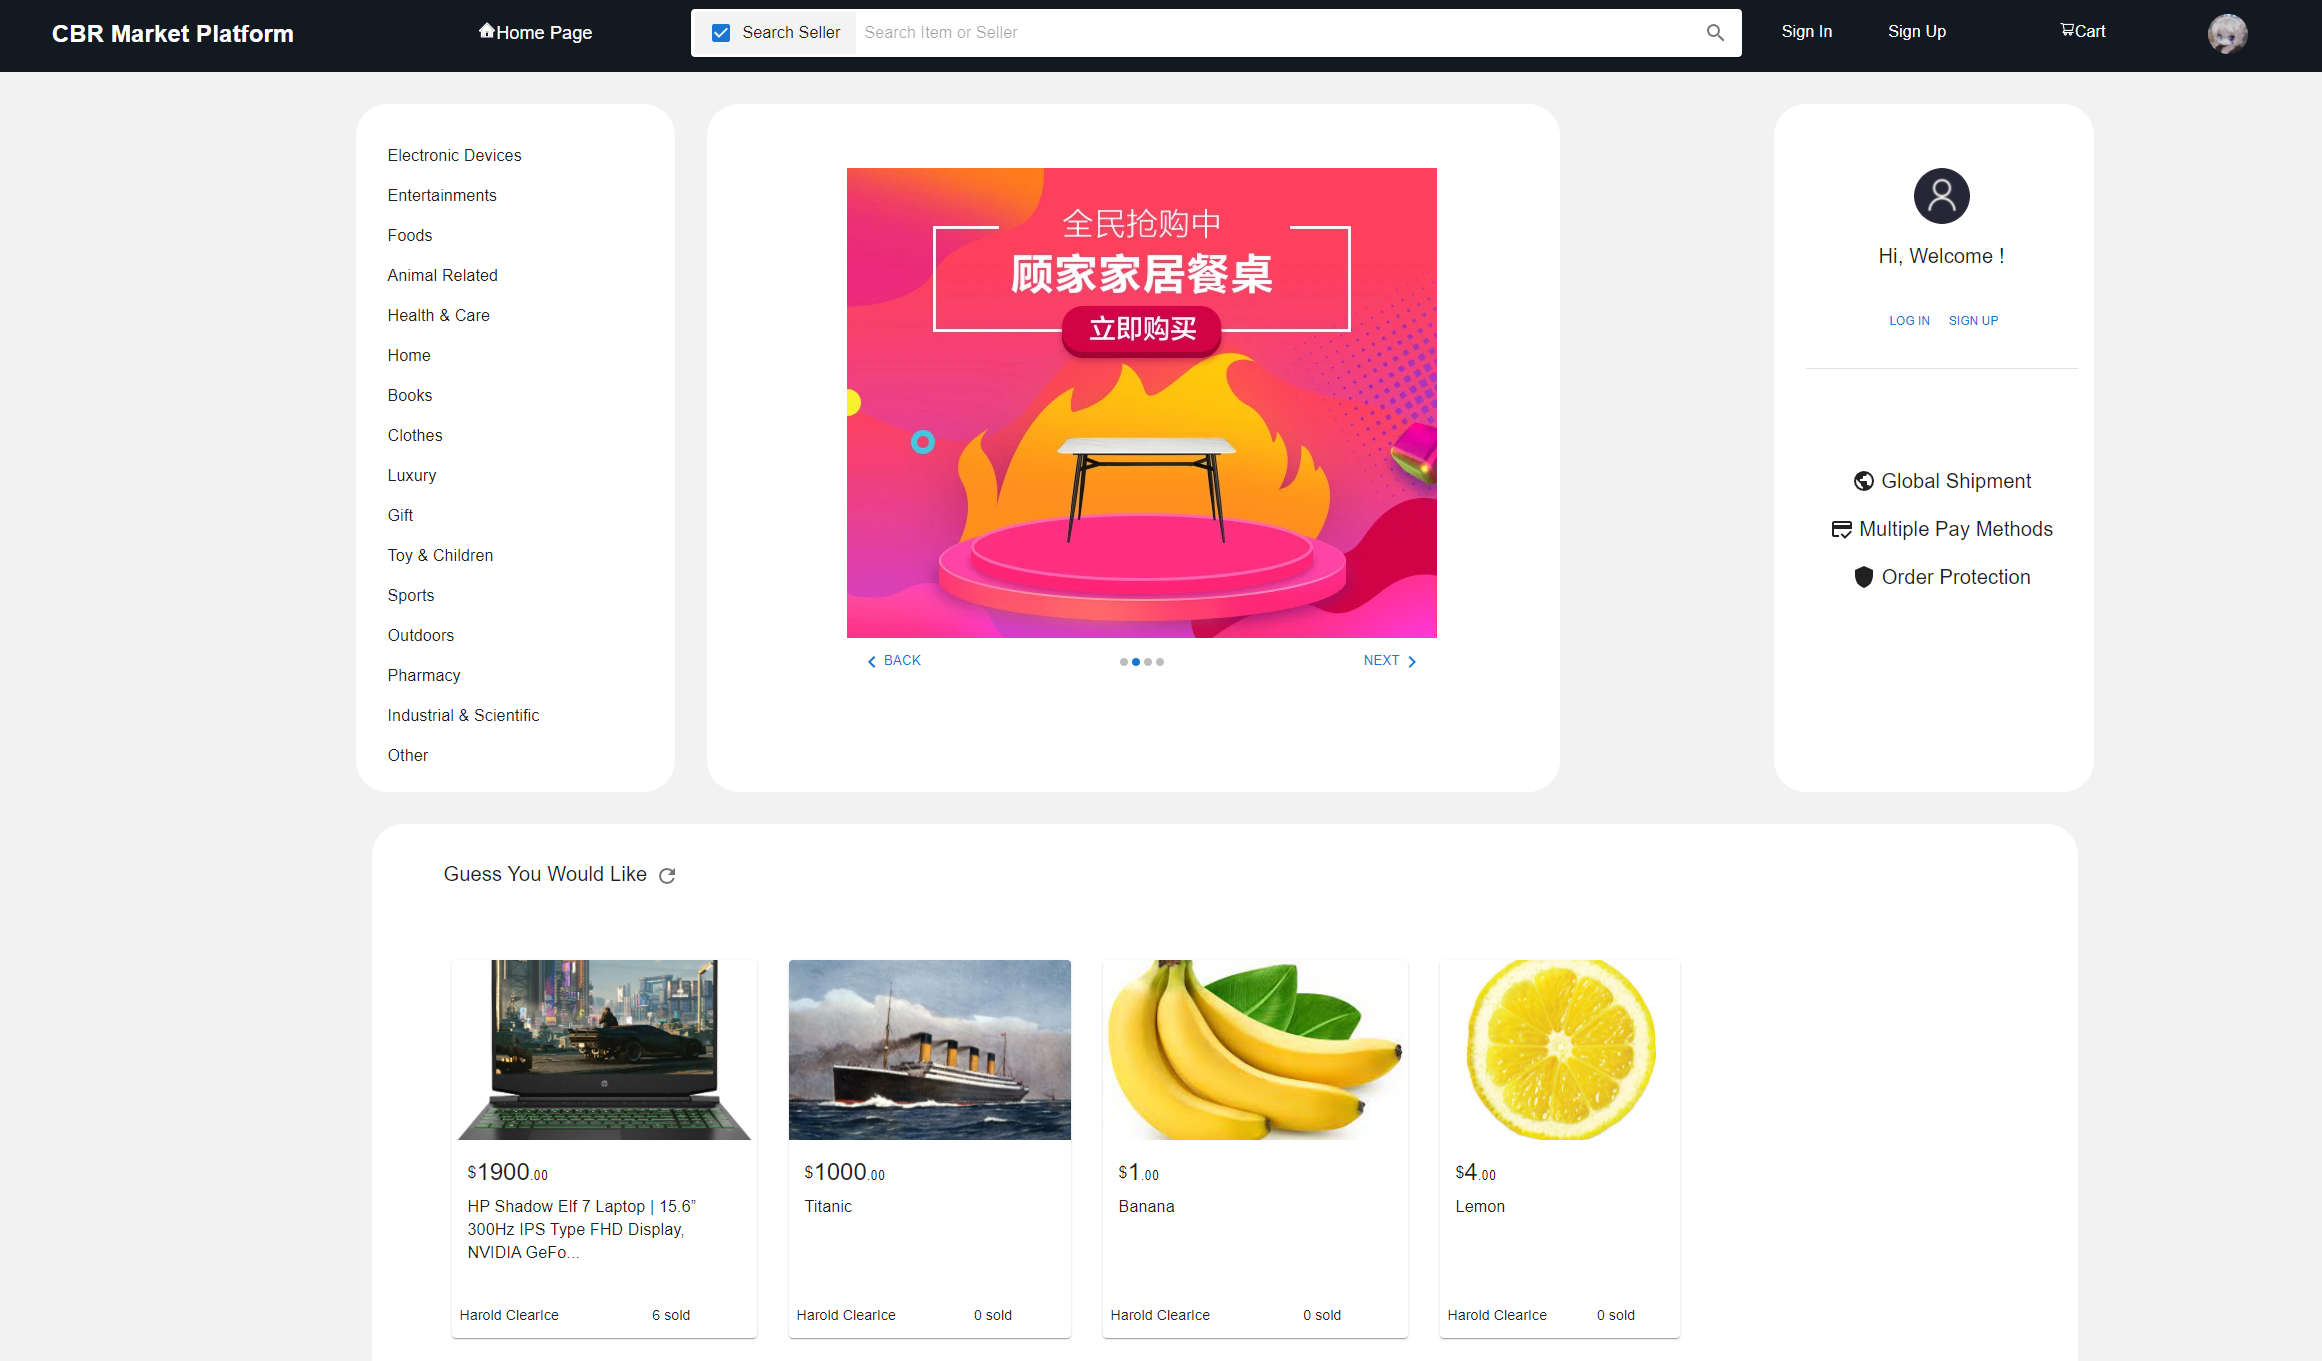 CBR Market Platform
Home Page
Search Seller
Search Item or Seller
Sign In
Sign Up
Cart
Electronic Devices
Entertainments
Foods
Animal Related
Health & Care
Home
Books
Clothes
Luxury
Gift
Toy & Children
Sports
Outdoors
Pharmacy
Industrial & Scientific
Other
全民抢购中
顾家家居餐桌
立即购买
BACK
NEXT
Hi, Welcome !
LOG IN SIGN UP
Global Shipment
Multiple Pay Methods
Order Protection
Guess You Would Like
$1900.00
HP Shadow Elf 7 Laptop | 15.6”
300Hz IPS Type FHD Display,
NVIDIA GeFo...
Harold Clearlce 6 sold
$1000.00
Titanic
Harold Clearlce 0 sold
$1.00
Banana
Harold Clearlce 0 sold
$4.00
Lemon
Harold Clearlce 0 sold